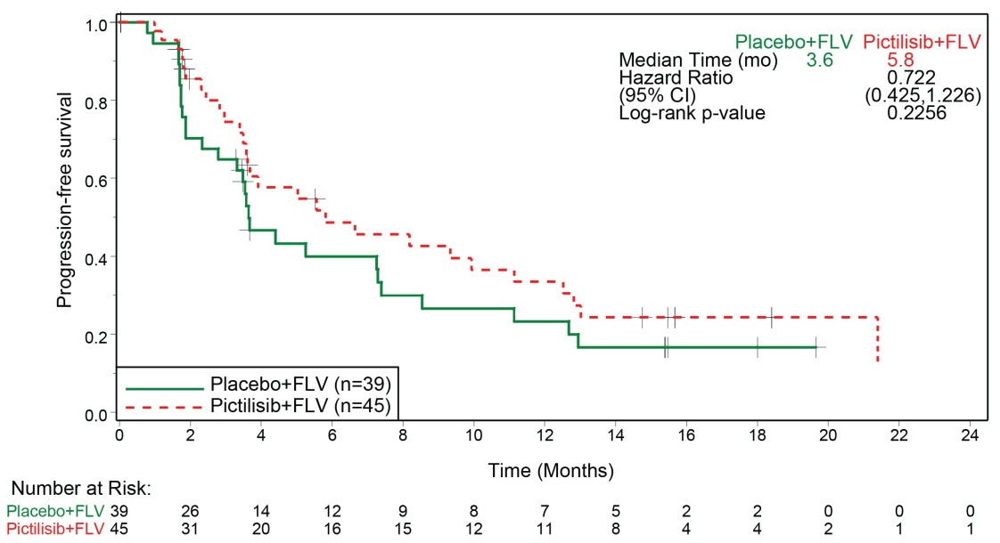 Placebo+FLV Pictilisib+FLV
Median Time (mo) 3.6 5.8
Hazard Ratio 0.722
(95% CI) (0.425,1.226)
Log-rank p-value 0.2256
Progression-free survival
1.0
0.8
0.6
0.4
0.2
0.0
Placebo+FLV (n=39)
Pictilisib+FLV (n=45)
0 2 4 6 8 10 12 14 16 18 20 22 24
Time (Months)
Number at Risk:
Placebo+FLV 39 26 14 12 9 8 7 5 2 2 0 0 0
Pictilisib+FLV 45 31 20 16 15 12 11 8 4 4 2 1 1